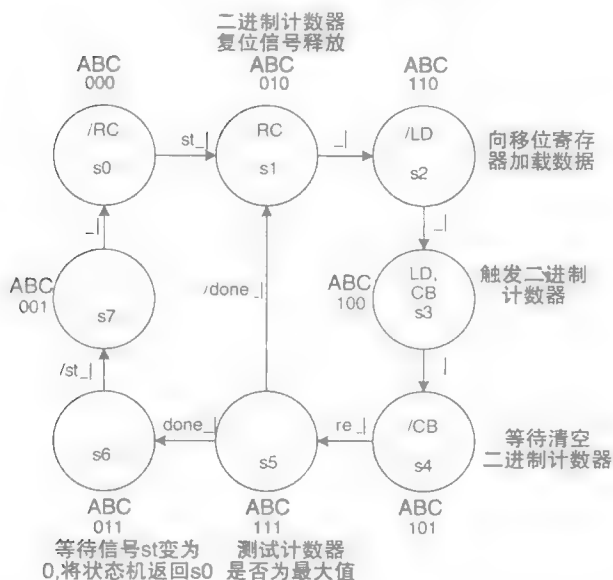 二进制计数器
复位信号释放
ABC
000
ABC
010
ABC
110
/RC
s0
st_|
RC
s1
_|
/LD
s2
向移位寄存
器加载数据
_|
_|
ABC
001
s7
/done_|
ABC
100
LD,
CB
s3
触发二进制
计数器
/st_|
|
s6
done_|
s5
re_|
/CB
s4
等待清空
二进制计数器
ABC
011
ABC
111
ABC
101
等待信号st变为
0,将状态机返回s0
测试计数器
是否为最大值